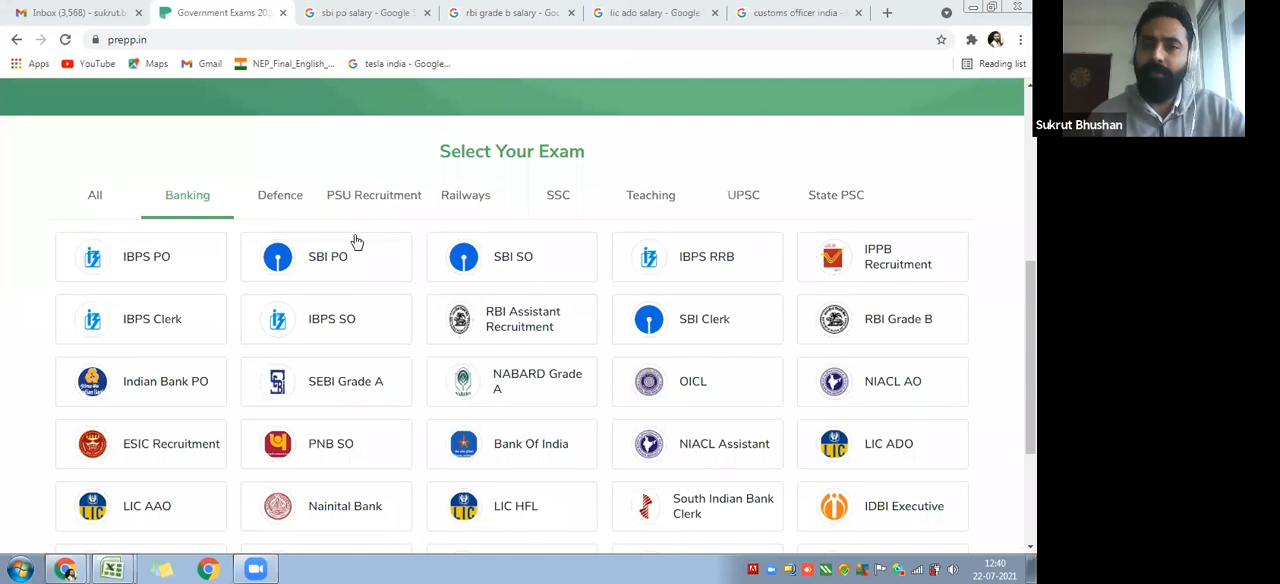 Inbox (3,568) - sukrut.b
Government Exams 202
sbi po salary - Google S
rbi grade b salary - Goo
lic ado salary - Google
customs officer india -
prepp.in
Apps
YouTube
Maps
Gmail
NEP_Final_English_...
tesla india - Google...
Reading list
Sukrut Bhushan
Select Your Exam
All
Banking
Defence
PSU Recruitment
Railways
SSC
Teaching
UPSC
State PSC
IBPS PO
SBI PO
SBI SO
IBPS RRB
IPPB
Recruitment
IBPS Clerk
IBPS SO
RBI Assistant
Recruitment
SBI Clerk
RBI Grade B
Indian Bank PO
SEBI Grade A
NABARD Grade
A
OICL
NIACL AO
ESIC Recruitment
PNB SO
Bank Of India
NIACL Assistant
LIC ADO
LIC AAO
Nainital Bank
LIC HFL
South Indian Bank
Clerk
IDBI Executive
12:40
22-07-2021